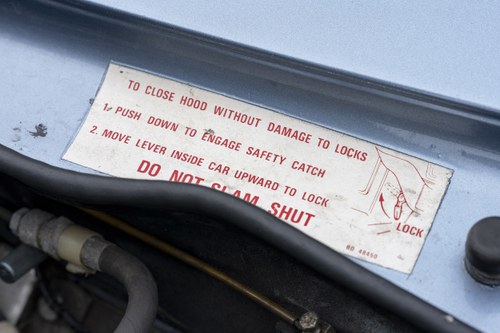 TO CLOSE HOOD WITHOUT DAMAGE TO LOCKS
1. PUSH DOWN TO ENGAGE SAFETY CATCH
2. MOVE LEVER INSIDE CAR UPWARD TO LOCK
DO NOT SLAM SHUT
LOCK